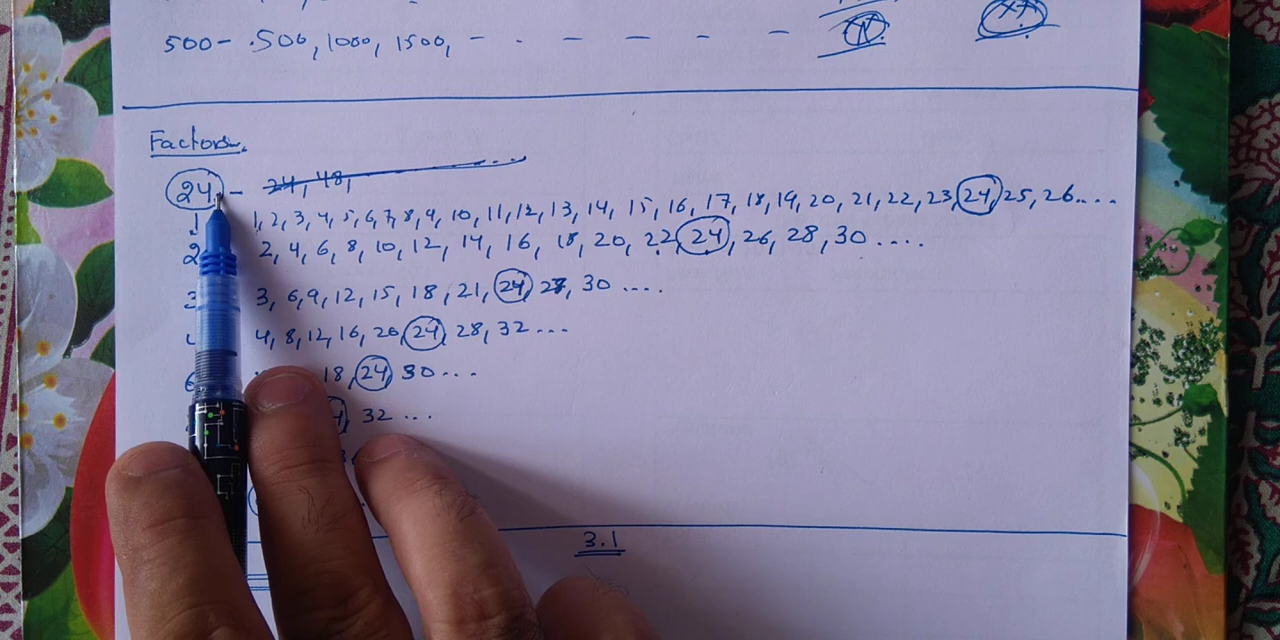 500 - 500, 1000, 1500, - . - - - -
Factors.
24 - 24, 48, ...
1, 2, 3, 4, 5, 6, 7, 8, 9, 10, 11, 12, 13, 14, 15, 16, 17, 18, 19, 20, 21, 22, 23, 24, 25, 26....
2 2, 4, 6, 8, 10, 12, 14, 16, 18, 20, 22, 24, 26, 28, 30 ....
3 3, 6, 9, 12, 15, 18, 21, 24, 27, 30 ....
4, 8, 12, 16, 20, 24, 28, 32 ...
6 18, 24, 30 ...
32 ...
3.1